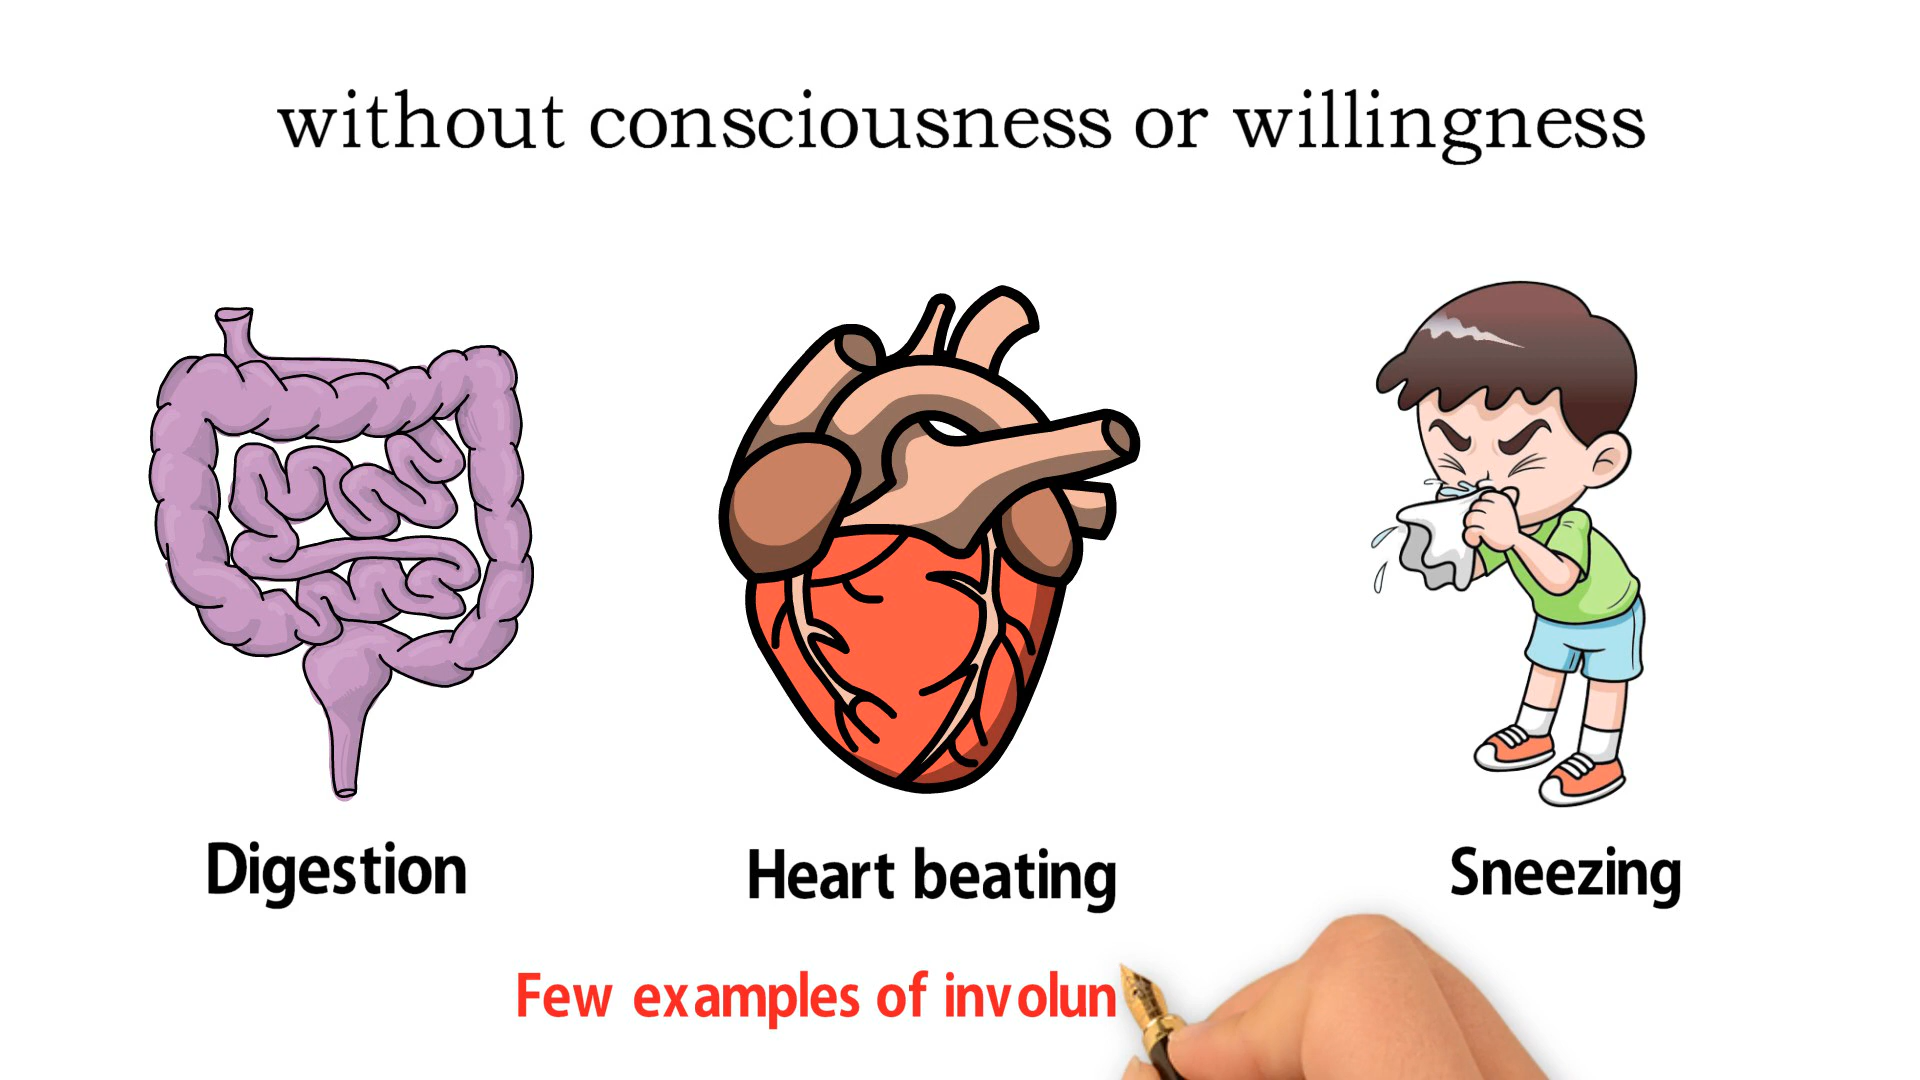 without consciousness or willingness
Digestion
Heart beating
Sneezing
Few examples of involun